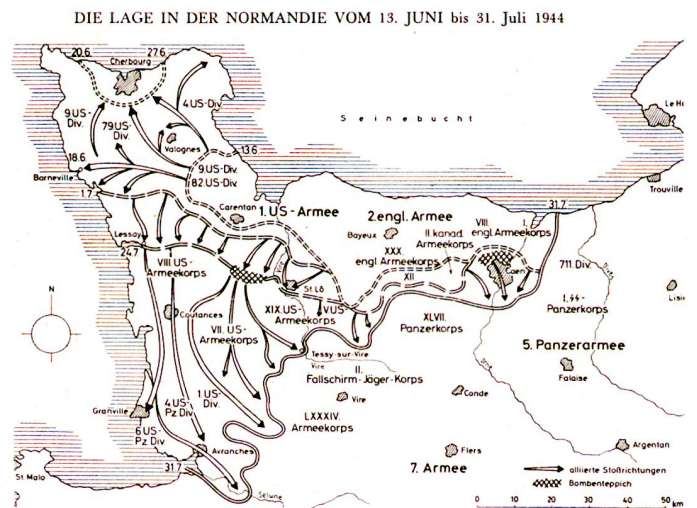 DIE LAGE IN DER NORMANDIE VOM 13. JUNI bis 31. Juli 1944
20.6.
27.6.
Cherbourg
4 US-Div.
9 US-
Div.
79 US-
Div.
Valognes
Seinebucht
Le Ha
18.6.
13.6
9 US-Div.
82 US-Div.
Barneville
Trouville
1.7
Carentan
1. US - Armee
2. engl. Armee
VIII.
I.
engl. Armeekorps
31.7
Lessay
24.7
Bayeux
II. kanad.
Armeekorps
XXX.
engl. Armeekorps
XII
Caen
711. Div.
VIII. US-
Armeekorps
Vire
St. Lô
Lisi
I. SS-
Panzerkorps
Coutances
XIX. US-
Armeekorps
V US-
XLVII.
Panzerkorps
VII. US-
Armeekorps
5. Panzerarmee
Tessy-sur-Vire
Vire
II.
Fallschirm-Jäger-Korps
Orne
Falaise
1. US-
Div.
4 US-
Pz Div
Granville
Vire
Conde
LXXXIV.
Armeekorps
6 US-
Pz Div
Avranches
Flers
Argentan
31.7
7. Armee
St. Malo
Selune
alliierte Stoßrichtungen
Bombenteppich
0 10 20 30 40 50 km